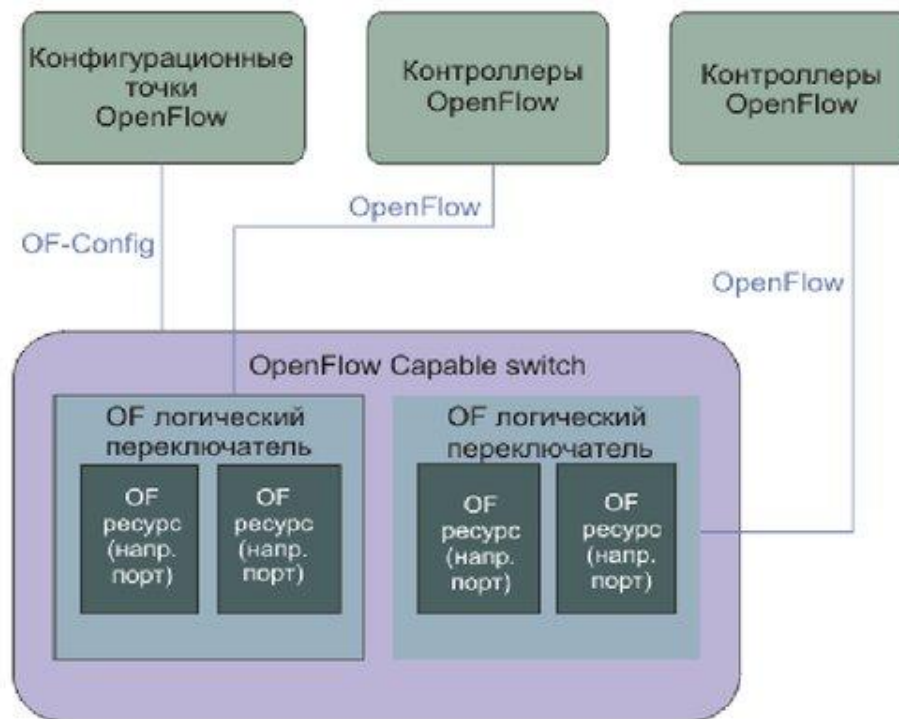 Конфигурационные
точки
OpenFlow
Контроллеры
OpenFlow
Контроллеры
OpenFlow
OF-Config
OpenFlow
OpenFlow
OpenFlow Capable switch
OF логический
переключатель
OF
ресурс
(напр.
порт)
OF
ресурс
(напр.
порт)
OF логический
переключатель
OF
ресурс
(напр.
порт)
OF
ресурс
(напр.
порт)